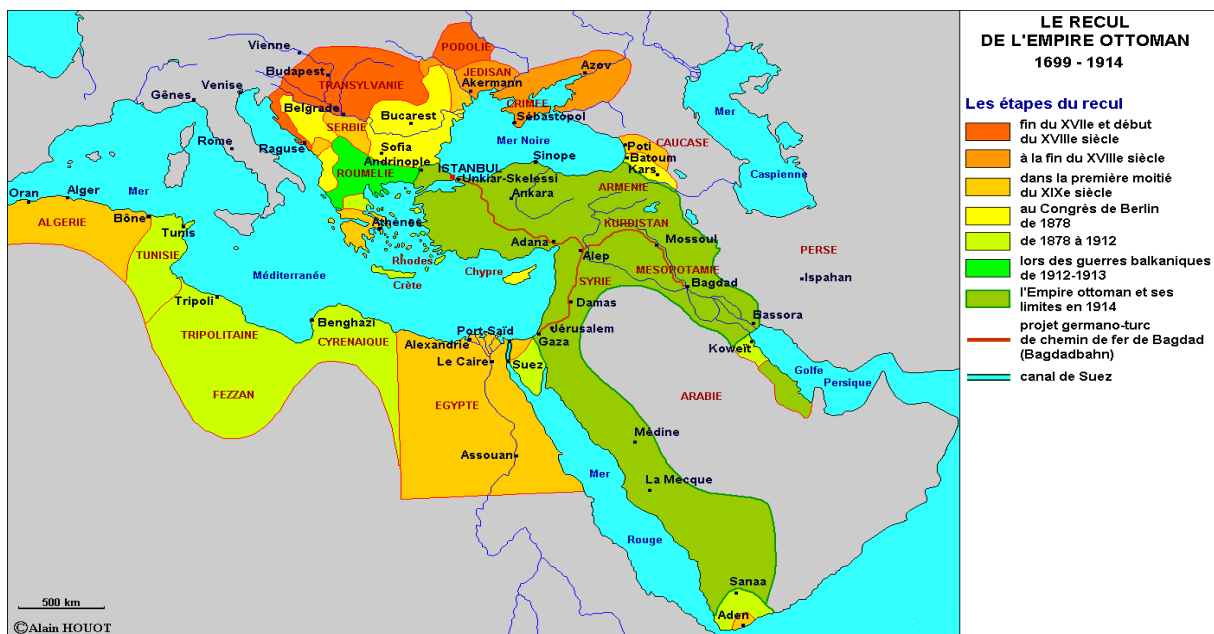 LE RECUL
DE L'EMPIRE OTTOMAN
1699 - 1914
Les étapes du recul
fin du XVIIe et début
du XVIIIe siècle
à la fin du XVIIIe siècle
dans la première moitié
du XIXe siècle
au Congrès de Berlin
de 1878
de 1878 à 1912
lors des guerres balkaniques
de 1912-1913
l'Empire ottoman et ses
limites en 1914
projet germano-turc
de chemin de fer de Bagdad
(Bagdadbahn)
canal de Suez
Vienne
PODOLIE
Budapest
TRANSYLVANIE
JEDISAN
Azov
Akermann
Venise
Gênes
Belgrade
CRIMEE
Sébastopol
SERBIE
Bucarest
Mer Noire
CAUCASE
Mer
Caspienne
Rome
Raguse
Sofia
Poti
Batoum
Kars
Andrinople
ROUMELIE
ISTANBUL
Unkiar-Skelessi
Sinope
Ankara
ARMENIE
Oran
Alger
Mer
Bône
ALGERIE
Athènes
KURDISTAN
Tunis
TUNISIE
Adana
Mossoul
PERSE
Alep
Rhodes
Chypre
Crète
Méditerranée
SYRIE
MESOPOTAMIE
Ispahan
Bagdad
Tripoli
Damas
Bassora
TRIPOLITAINE
Benghazi
CYRENAIQUE
Port-Saïd
Jérusalem
Gaza
Alexandrie
Koweït
Le Caire
Suez
Golfe
Persique
FEZZAN
EGYPTE
ARABIE
Médine
Assouan
Mer
La Mecque
Rouge
Sanaa
Aden
500 km
©Alain HOUOT